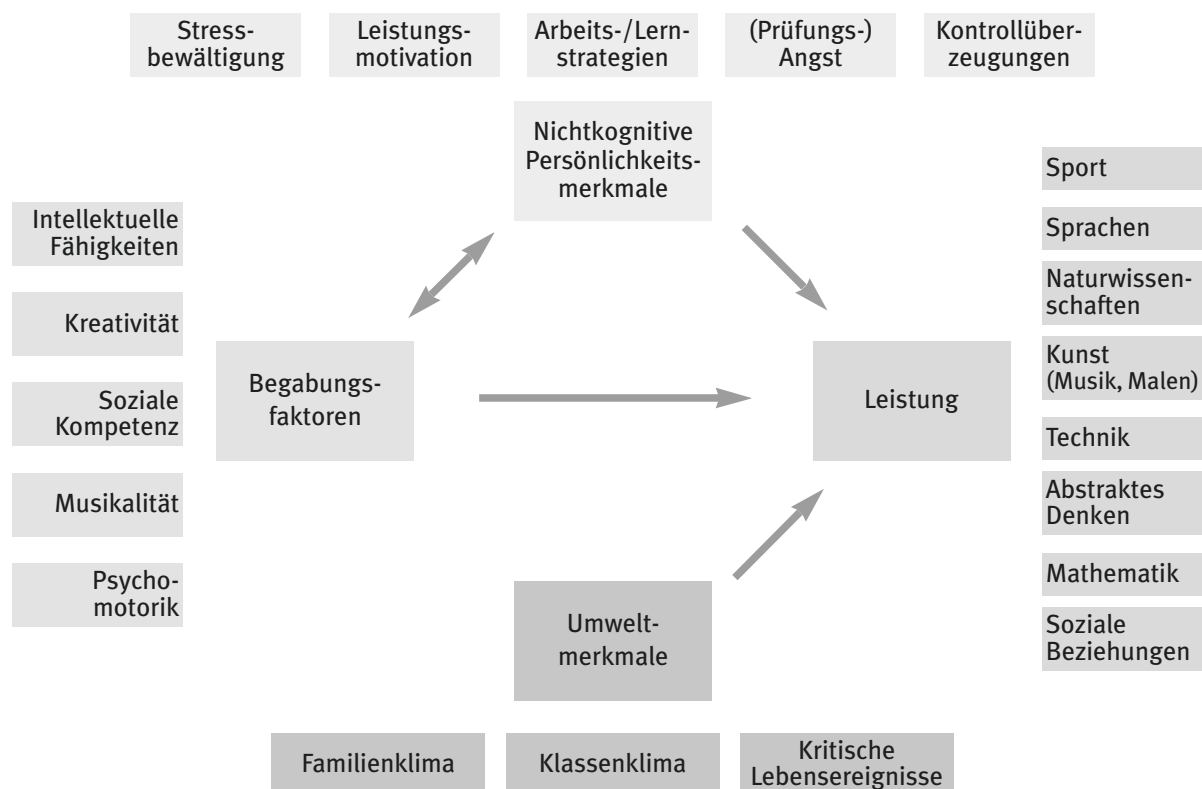 Stress-
bewältigung
Leistungs-
motivation
Arbeits-/Lern-
strategien
(Prüfungs-)
Angst
Kontrollüber-
zeugungen
Nichtkognitive
Persönlichkeits-
merkmale
Intellektuelle
Fähigkeiten
Kreativität
Soziale
Kompetenz
Musikalität
Psycho-
motorik
Begabungs-
faktoren
Leistung
Sport
Sprachen
Naturwissen-
schaften
Kunst
(Musik, Malen)
Technik
Abstraktes
Denken
Mathematik
Soziale
Beziehungen
Umwelt-
merkmale
Familienklima
Klassenklima
Kritische
Lebensereignisse